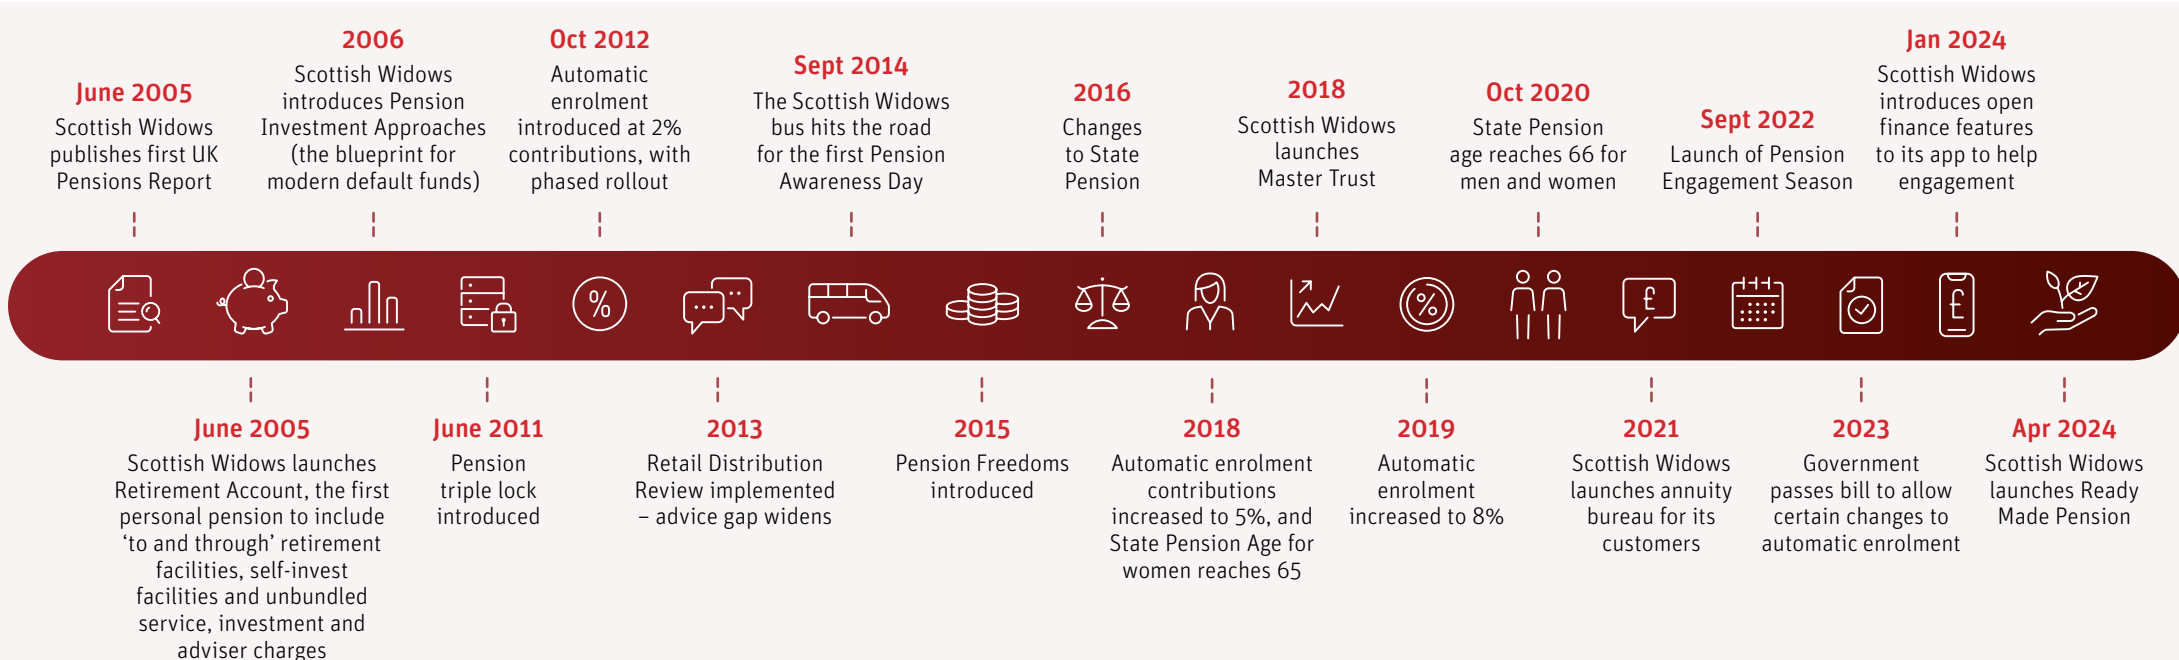 June 2005
Scottish Widows
publishes first UK
Pensions Report
2006
Scottish Widows
introduces Pension
Investment Approaches
(the blueprint for
modern default funds)
Oct 2012
Automatic
enrolment
introduced at 2%
contributions, with
phased rollout
Sept 2014
The Scottish Widows
bus hits the road
for the first Pension
Awareness Day
2016
Changes
to State
Pension
2018
Scottish Widows
launches
Master Trust
Oct 2020
State Pension
age reaches 66 for
men and women
Sept 2022
Launch of Pension
Engagement Season
Jan 2024
Scottish Widows
introduces open
finance features
to its app to help
engagement
%
%
£
£
June 2005
Scottish Widows launches
Retirement Account, the first
personal pension to include
‘to and through’ retirement
facilities, self-invest
facilities and unbundled
service, investment and
adviser charges
June 2011
Pension
triple lock
introduced
2013
Retail Distribution
Review implemented
– advice gap widens
2015
Pension Freedoms
introduced
2018
Automatic enrolment
contributions
increased to 5%, and
State Pension Age for
women reaches 65
2019
Automatic
enrolment
increased to 8%
2021
Scottish Widows
launches annuity
bureau for its
customers
2023
Government
passes bill to allow
certain changes to
automatic enrolment
Apr 2024
Scottish Widows
launches Ready
Made Pension